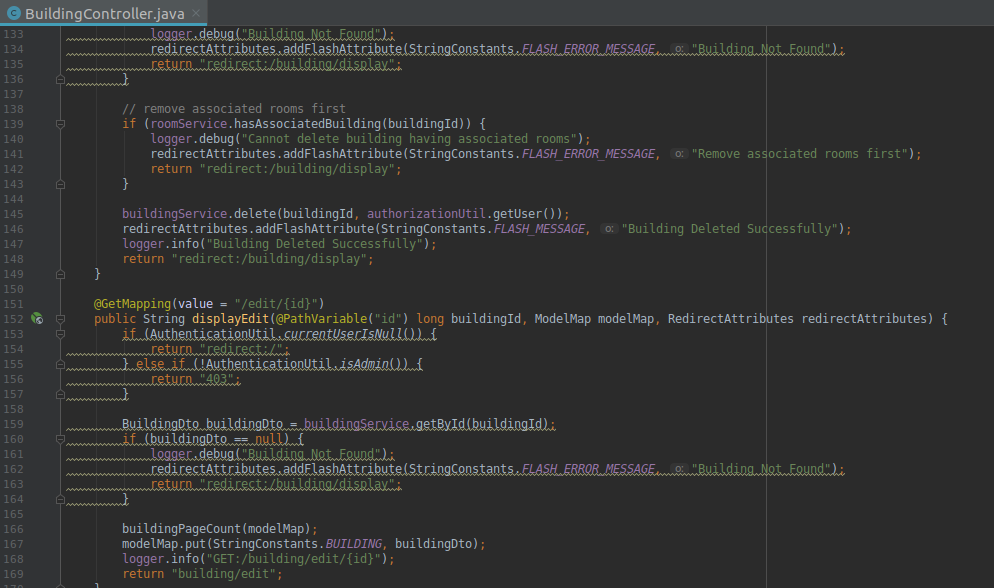 BuildingController.java
133 logger.debug("Building Not Found");
134 redirectAttributes.addFlashAttribute(StringConstants.FLASH_ERROR_MESSAGE, o: "Building Not Found");
135 return "redirect:/building/display";
136 }
137
138 // remove associated rooms first
139 if (roomService.hasAssociatedBuilding(buildingId)) {
140 logger.debug("Cannot delete building having associated rooms");
141 redirectAttributes.addFlashAttribute(StringConstants.FLASH_ERROR_MESSAGE, o: "Remove associated rooms first");
142 return "redirect:/building/display";
143 }
144
145 buildingService.delete(buildingId, authorizationUtil.getUser());
146 redirectAttributes.addFlashAttribute(StringConstants.FLASH_MESSAGE, o: "Building Deleted Successfully");
147 logger.info("Building Deleted Successfully");
148 return "redirect:/building/display";
149 }
150
151 @GetMapping(value = "/edit/{id}")
152 public String displayEdit(@PathVariable("id") long buildingId, ModelMap modelMap, RedirectAttributes redirectAttributes) {
153 if (AuthenticationUtil.currentUserIsNull()) {
154 return "redirect:/";
155 } else if (!AuthenticationUtil.isAdmin()) {
156 return "403";
157 }
158
159 BuildingDto buildingDto = buildingService.getById(buildingId);
160 if (buildingDto == null) {
161 logger.debug("Building Not Found");
162 redirectAttributes.addFlashAttribute(StringConstants.FLASH_ERROR_MESSAGE, o: "Building Not Found");
163 return "redirect:/building/display";
164 }
165
166 buildingPageCount(modelMap);
167 modelMap.put(StringConstants.BUILDING, buildingDto);
168 logger.info("GET:/building/edit/{id}");
169 return "building/edit";
170 }